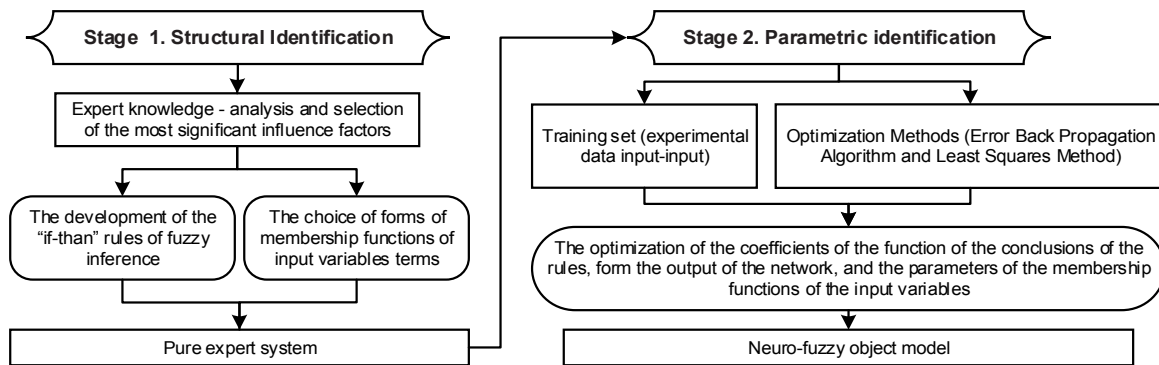 Stage 1. Structural Identification
Expert knowledge - analysis and selection
of the most significant influence factors
The development of the
“if-than” rules of fuzzy
inference
The choice of forms of
membership functions of
input variables terms
Pure expert system
Stage 2. Parametric identification
Training set (experimental
data input-input)
Optimization Methods (Error Back Propagation
Algorithm and Least Squares Method)
The optimization of the coefficients of the function of the conclusions of the
rules, form the output of the network, and the parameters of the membership
functions of the input variables
Neuro-fuzzy object model